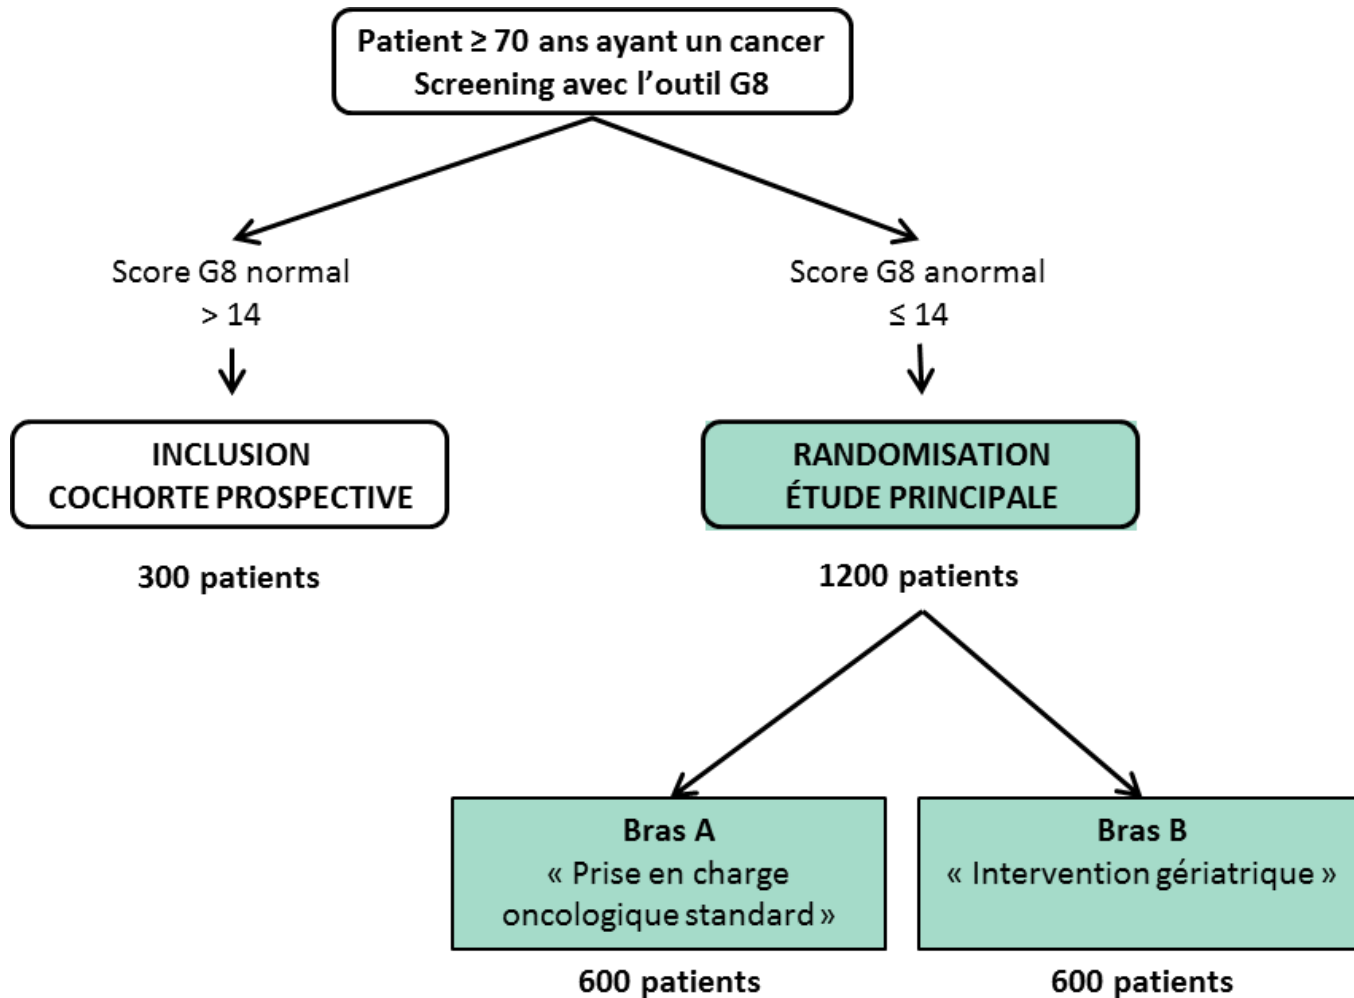 Patient ≥ 70 ans ayant un cancer
Screening avec l’outil G8
Score G8 normal
> 14
Score G8 anormal
≤ 14
INCLUSION
COCHORTE PROSPECTIVE
RANDOMISATION
ÉTUDE PRINCIPALE
300 patients
1200 patients
Bras A
« Prise en charge
oncologique standard »
Bras B
« Intervention gériatrique »
600 patients
600 patients